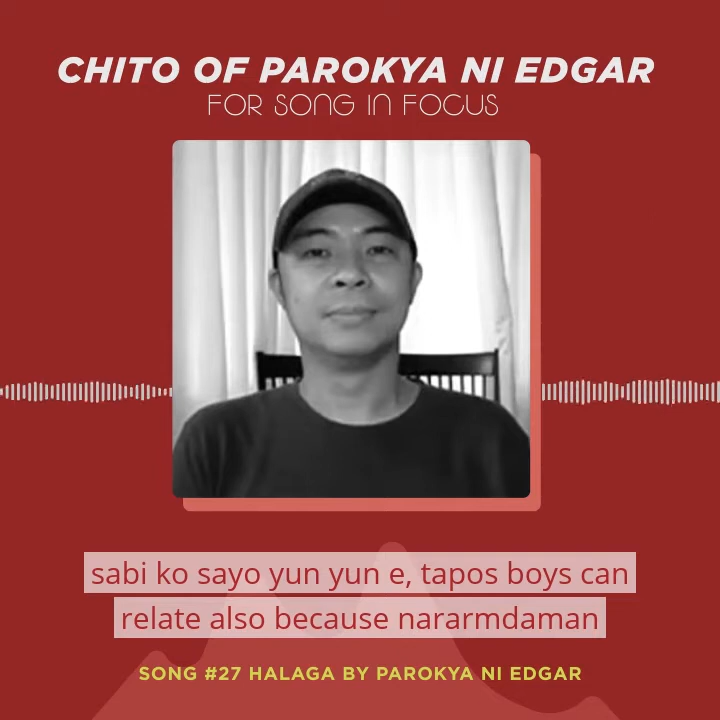 CHITO OF PAROKYA NI EDGAR
FOR SONG IN FOCUS
sabi ko sayo yun yun e, tapos boys can
relate also because nararmdaman
SONG #27 HALAGA BY PAROKYA NI EDGAR